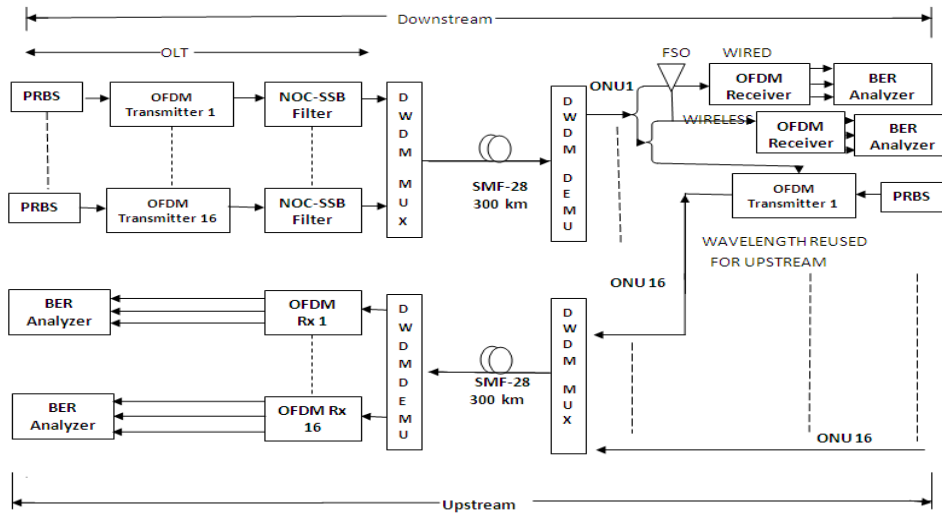 Downstream
OLT
FSO
WIRED
PRBS
OFDM
Transmitter 1
NOC-SSB
Filter
D
W
D
M
M
U
X
SMF-28
300 km
D
W
D
M
D
E
M
U
ONU1
OFDM
Receiver
BER
Analyzer
WIRELESS
OFDM
Receiver
BER
Analyzer
PRBS
OFDM
Transmitter 16
NOC-SSB
Filter
OFDM
Transmitter 1
PRBS
WAVELENGTH REUSED
FOR UPSTREAM
ONU 16
BER
Analyzer
OFDM
Rx 1
D
W
D
M
D
E
M
U
SMF-28
300 km
D
W
D
M
M
U
X
BER
Analyzer
OFDM Rx
16
ONU 16
Upstream